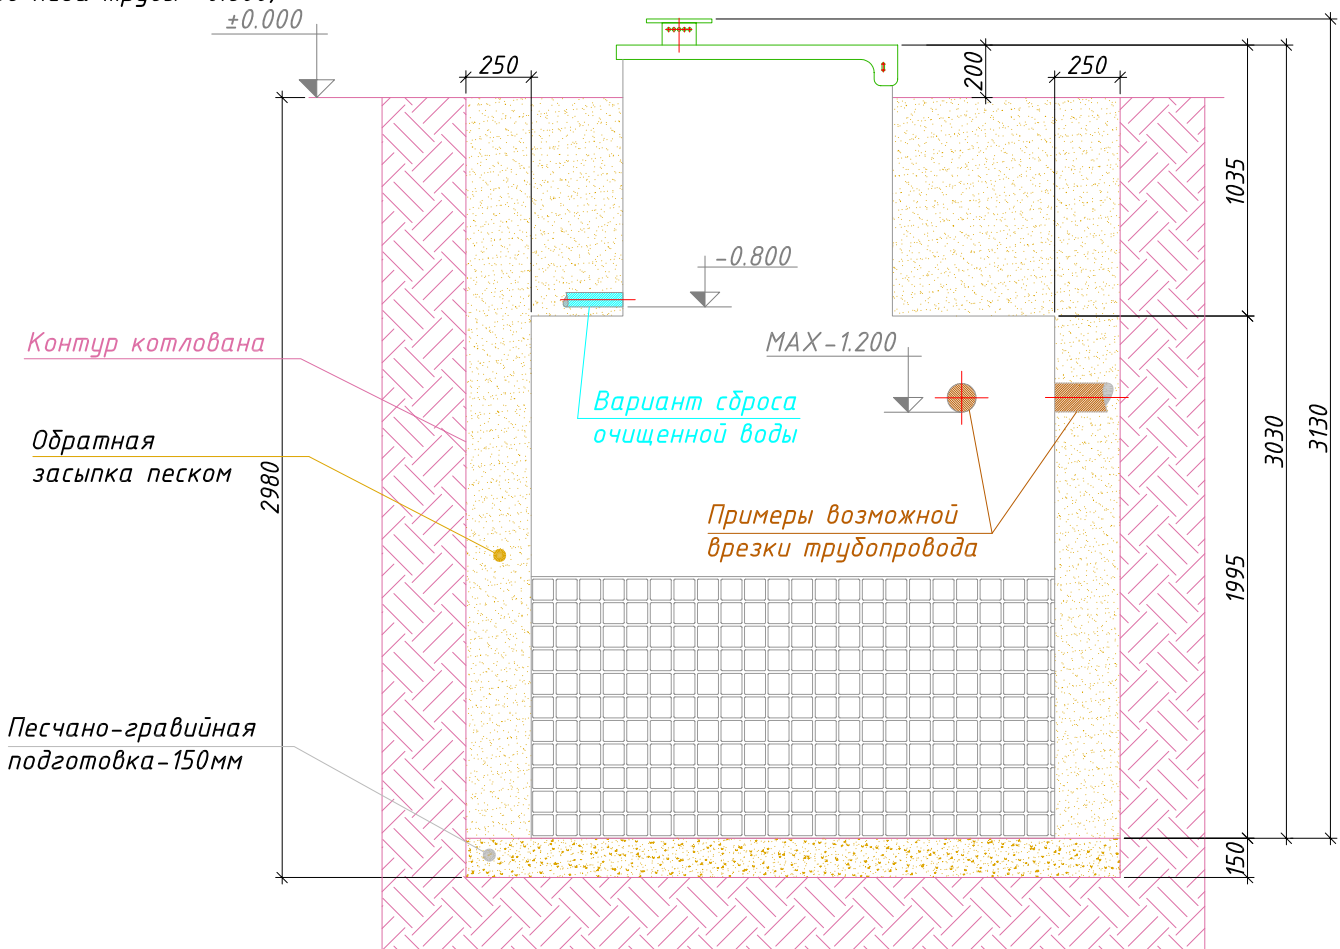 ±0.000
250
200
250
1035
-0.800
MAX-1.200
Контур котлована
Вариант сброса
очищенной воды
Обратная
засыпка песком
2980
3030
3130
Примеры возможной
врезки трубопровода
1995
Песчано-гравийная
подготовка-150мм
150